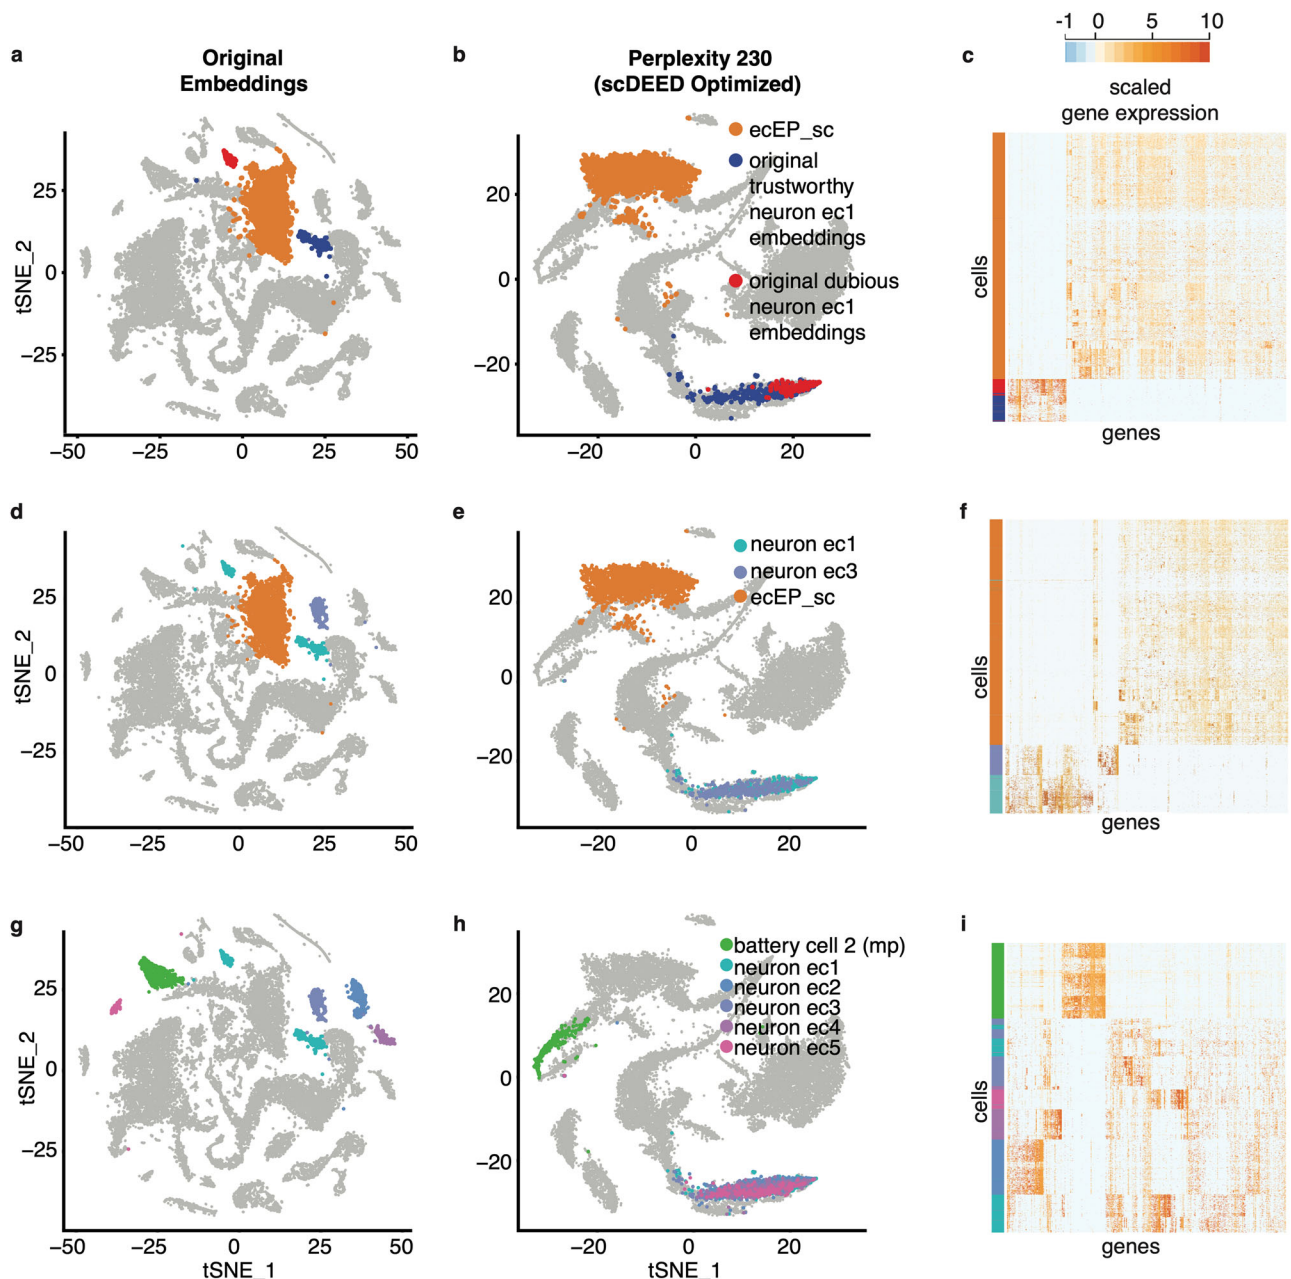 a
Original
Embeddings
tSNE_2
25
0
−25
−50
−25
0
25
50
b
Perplexity 230
(scDEED Optimized)
ecEP_sc
original
trustworthy
neuron ec1
embeddings
original dubious
neuron ec1
embeddings
20
0
−20
−20
0
20
c
-1 0 5 10
scaled
gene expression
cells
genes
d
tSNE_2
25
0
−25
−50
−25
0
25
50
e
neuron ec1
neuron ec3
ecEP_sc
20
0
−20
−20
0
20
f
cells
genes
g
tSNE_2
25
0
−25
−50
−25
0
25
50
tSNE_1
h
battery cell 2 (mp)
neuron ec1
neuron ec2
neuron ec3
neuron ec4
neuron ec5
20
0
−20
−20
0
20
tSNE_1
i
cells
genes